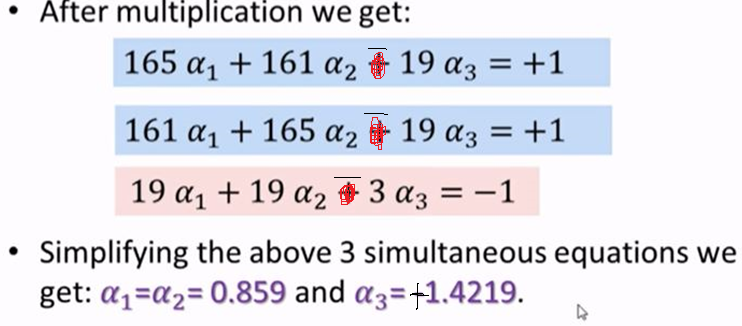 • After multiplication we get:
165 α₁ + 161 α₂ − 19 α₃ = +1
161 α₁ + 165 α₂ − 19 α₃ = +1
19 α₁ + 19 α₂ − 3 α₃ = −1
• Simplifying the above 3 simultaneous equations we
get: α₁=α₂= 0.859 and α₃=+1.4219.